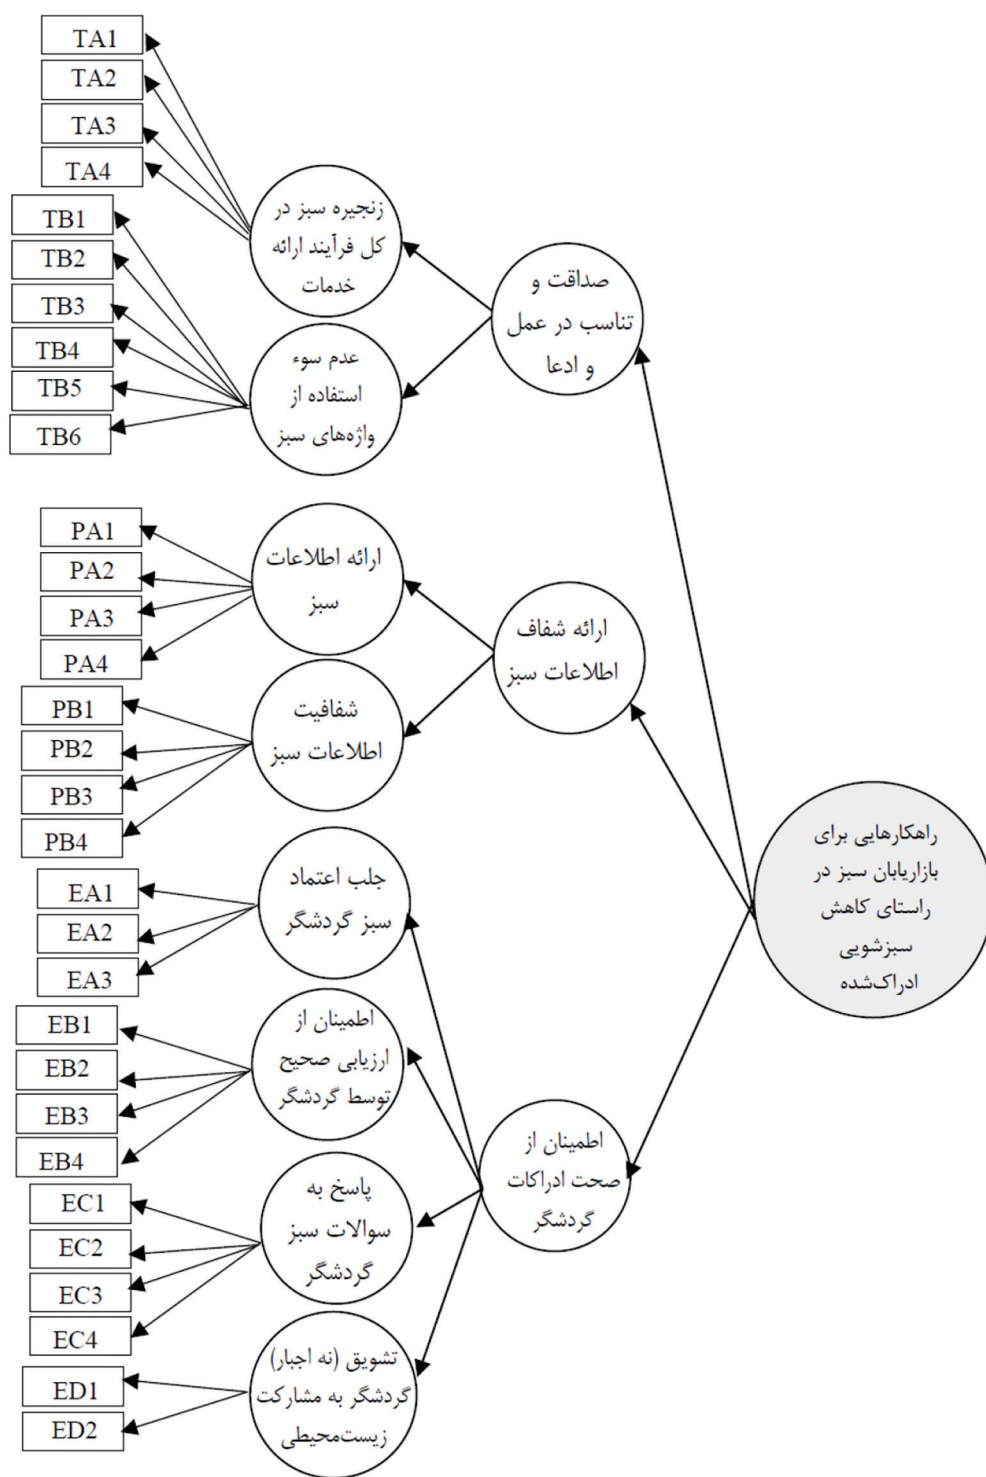 TA1
TA2
TA3
TA4
TB1
TB2
TB3
TB4
TB5
TB6
زنجیره سبز در
کل فرآیند ارائه
خدمات
عدم سوء
استفاده از
واژه‌های سبز
صداقت و
تناسب در عمل
و ادعا
PA1
PA2
PA3
PA4
PB1
PB2
PB3
PB4
ارائه اطلاعات
سبز
شفافیت
اطلاعات سبز
ارائه شفاف
اطلاعات سبز
راهکارهایی برای
بازاریابان سبز در
راستای کاهش
سبزشویی
ادراک‌شده
EA1
EA2
EA3
EB1
EB2
EB3
EB4
EC1
EC2
EC3
EC4
ED1
ED2
جلب اعتماد
سبز گردشگر
اطمینان از
ارزیابی صحیح
توسط گردشگر
پاسخ به
سوالات سبز
گردشگر
تشویق (نه اجبار)
گردشگر به مشارکت
زیست‌محیطی
اطمینان از
صحت ادراکات
گردشگر